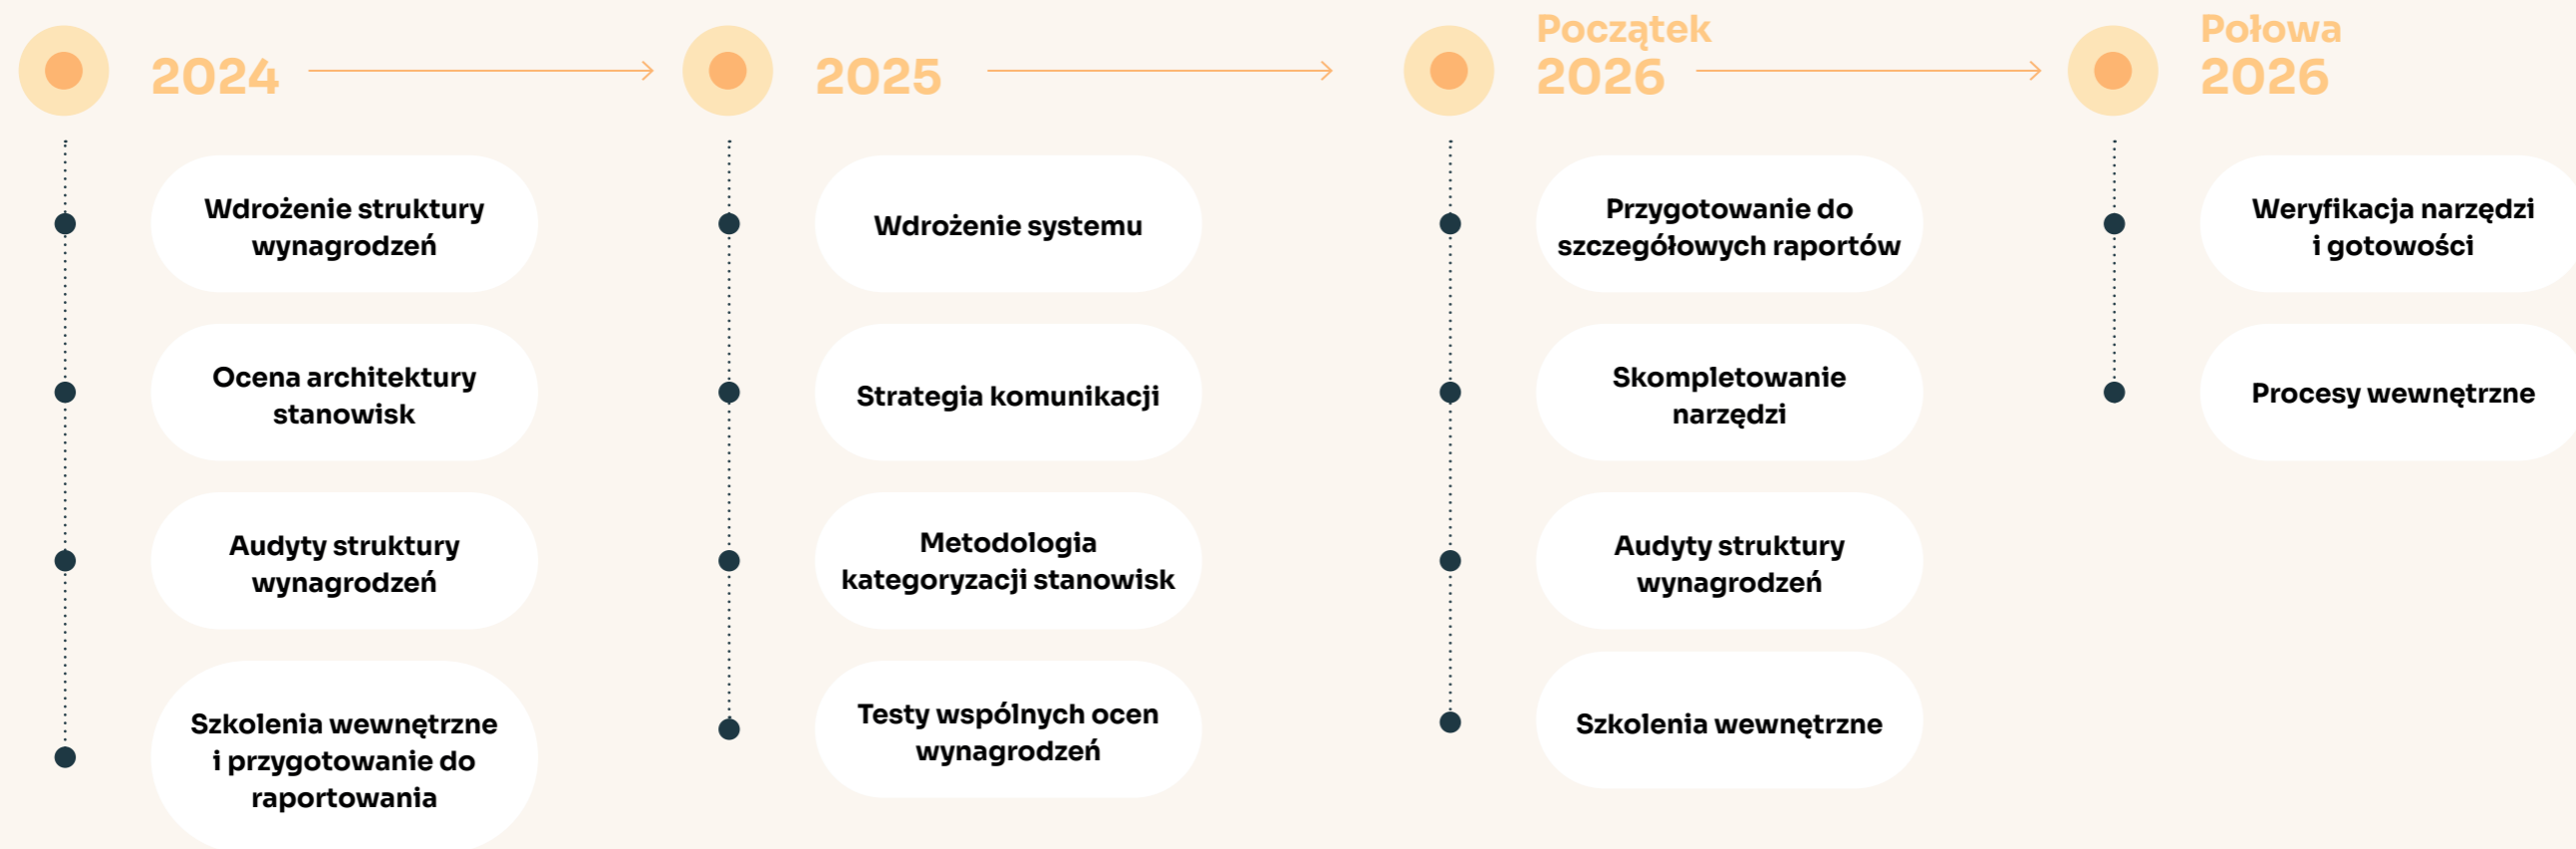 2024
Wdrożenie struktury
wynagrodzeń
Ocena architektury
stanowisk
Audyty struktury
wynagrodzeń
Szkolenia wewnętrzne
i przygotowanie do
raportowania
2025
Wdrożenie systemu
Strategia komunikacji
Metodologia
kategoryzacji stanowisk
Testy wspólnych ocen
wynagrodzeń
Początek
2026
Przygotowanie do
szczegółowych raportów
Skompletowanie
narzędzi
Audyty struktury
wynagrodzeń
Szkolenia wewnętrzne
Połowa
2026
Weryfikacja narzędzi
i gotowości
Procesy wewnętrzne